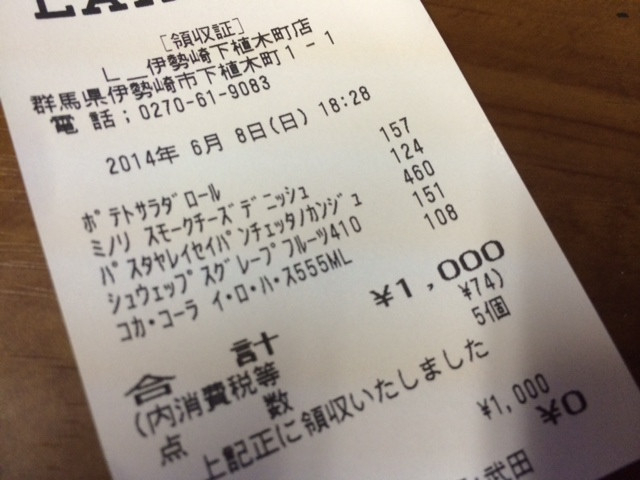 [領収証]
L_伊勢崎下植木町店
群馬県伊勢崎市下植木町1-1
電話;0270-61-9083
2014年 6月 8日(日) 18:28
ポテトサラダロール 157
ミノリ スモークチーズデニッシュ 124
パスタヤレイセイパンチェッタノカンジュ 460
シュウェップスグレープフルーツ410 151
コカ・コーラ イ・ロ・ハ・ス555ML 108
合 計 ¥1,000
(内消費税等 ¥74)
点 数 5個
上記正に領収いたしました
¥1,000
¥0
武田